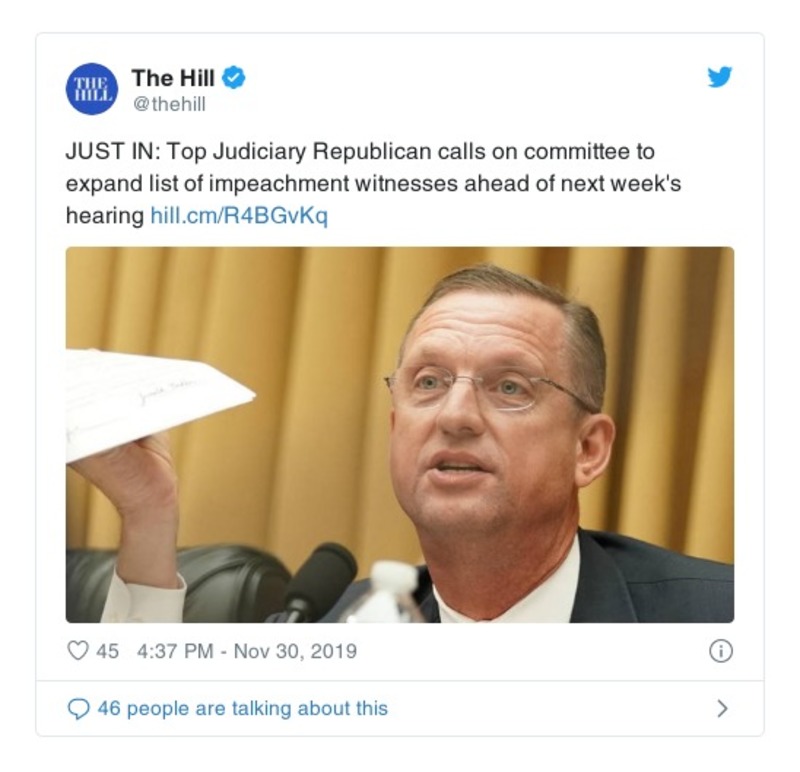 THE
HILL
The Hill
@thehill
JUST IN: Top Judiciary Republican calls on committee to
expand list of impeachment witnesses ahead of next week's
hearing hill.cm/R4BGvKq
45 4:37 PM - Nov 30, 2019
46 people are talking about this